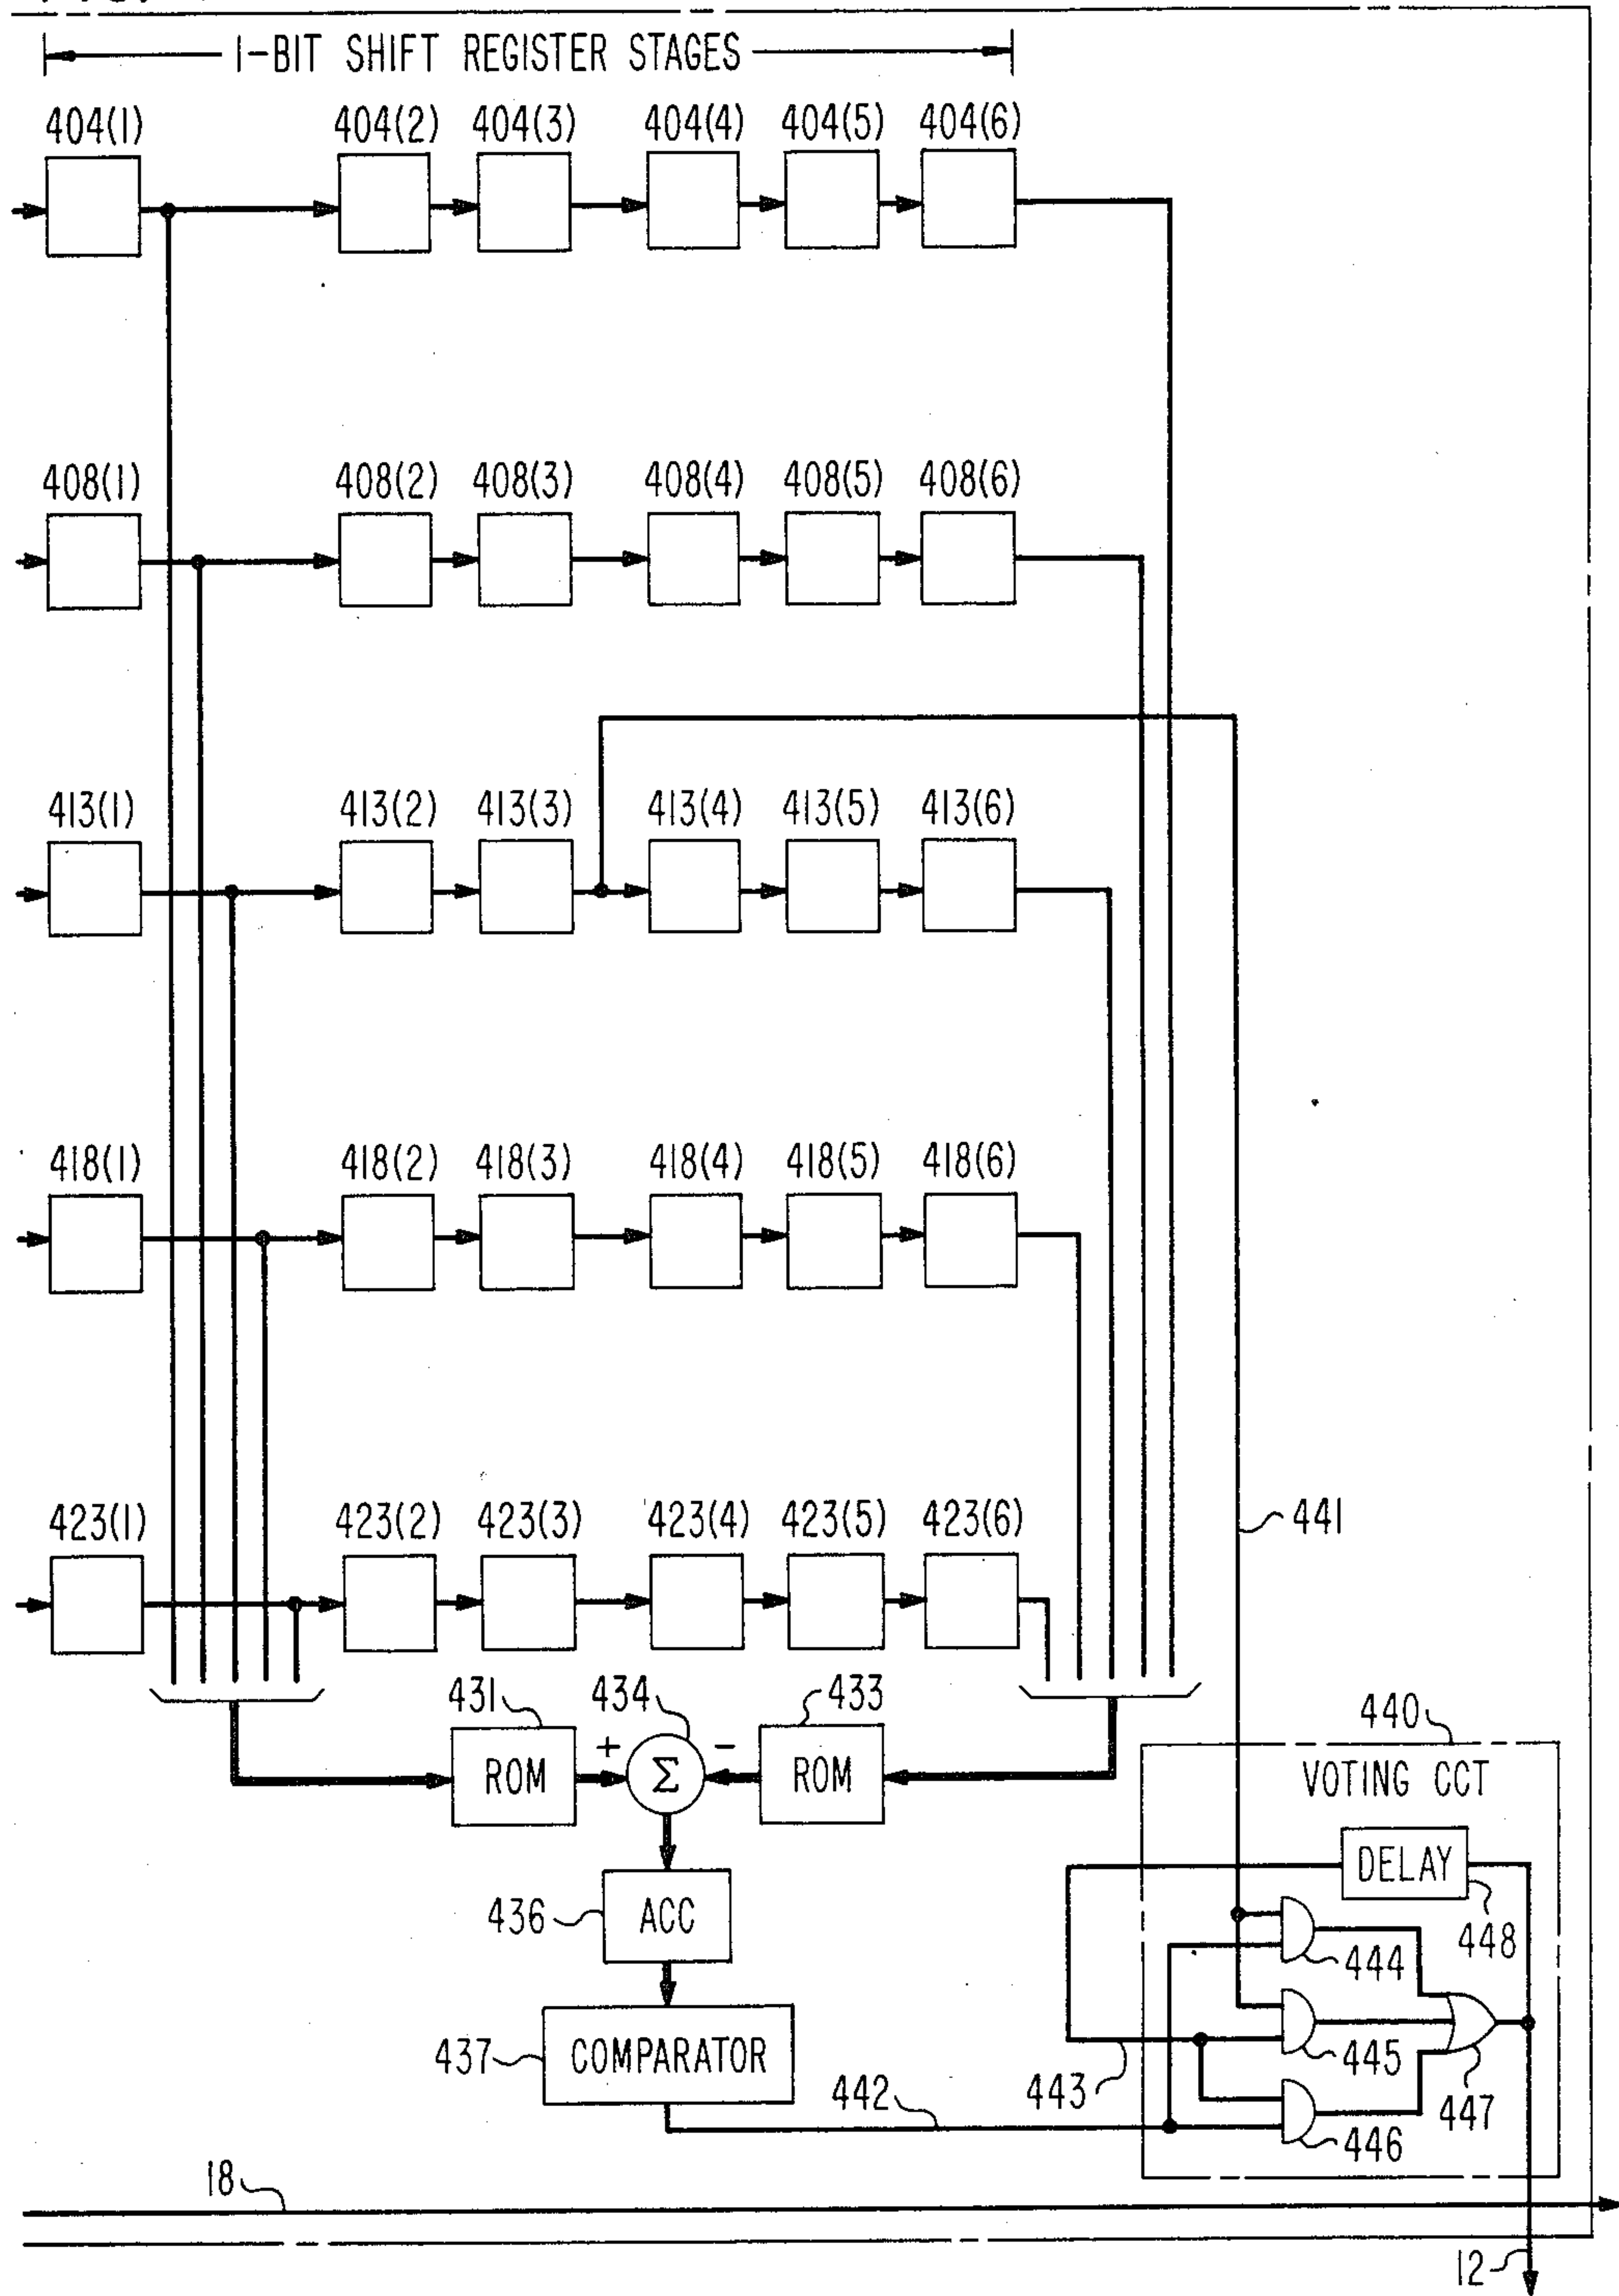 1-BIT SHIFT REGISTER STAGES
404(1) 404(2) 404(3) 404(4) 404(5) 404(6)
408(1) 408(2) 408(3) 408(4) 408(5) 408(6)
413(1) 413(2) 413(3) 413(4) 413(5) 413(6)
418(1) 418(2) 418(3) 418(4) 418(5) 418(6)
423(1) 423(2) 423(3) 423(4) 423(5) 423(6)
441
431 434 433
440
ROM + Σ - ROM
VOTING CCT
DELAY
448
436 ACC
444
437 COMPARATOR
445
443
447
442
446
18
12